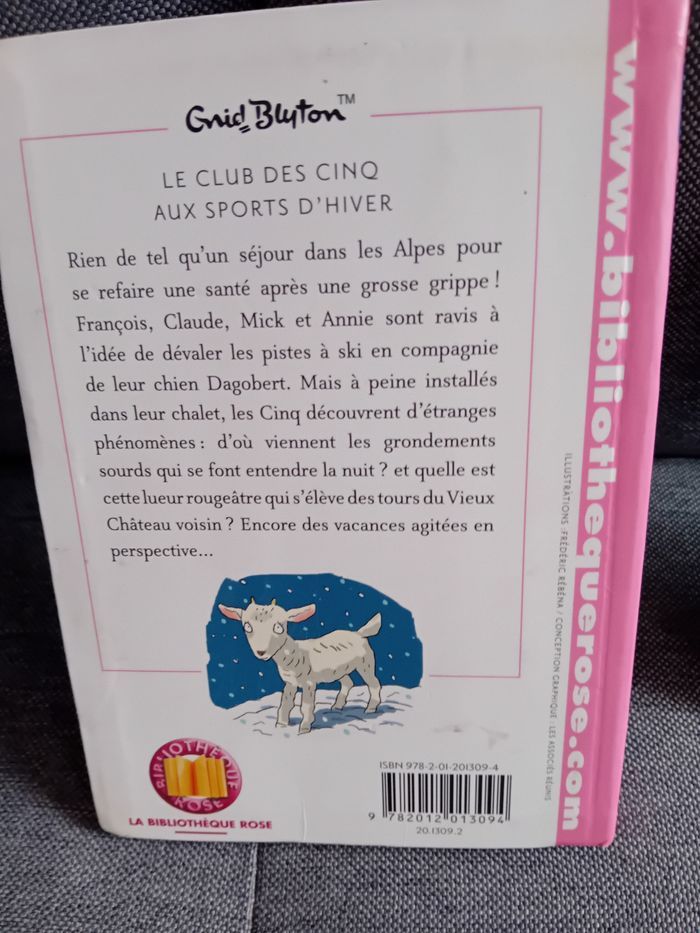 Enid Blyton™
LE CLUB DES CINQ
AUX SPORTS D'HIVER
Rien de tel qu'un séjour dans les Alpes pour
se refaire une santé après une grosse grippe !
François, Claude, Mick et Annie sont ravis à
l'idée de dévaler les pistes à ski en compagnie
de leur chien Dagobert. Mais à peine installés
dans leur chalet, les Cinq découvrent d'étranges
phénomènes : d'où viennent les grondements
sourds qui se font entendre la nuit ? et quelle est
cette lueur rougeâtre qui s'élève des tours du Vieux
Château voisin ? Encore des vacances agitées en
perspective...
BIBLIOTHÈQUE
ROSE
LA BIBLIOTHÈQUE ROSE
ISBN 978-2-01-201309-4
9 782012 013094
20.1309.2
ILLUSTRATIONS : FRÉDÉRIC RÉBÉNA / CONCEPTION GRAPHIQUE : LES ASSOCIÉS RÉUNIS
www.bibliothequerose.com